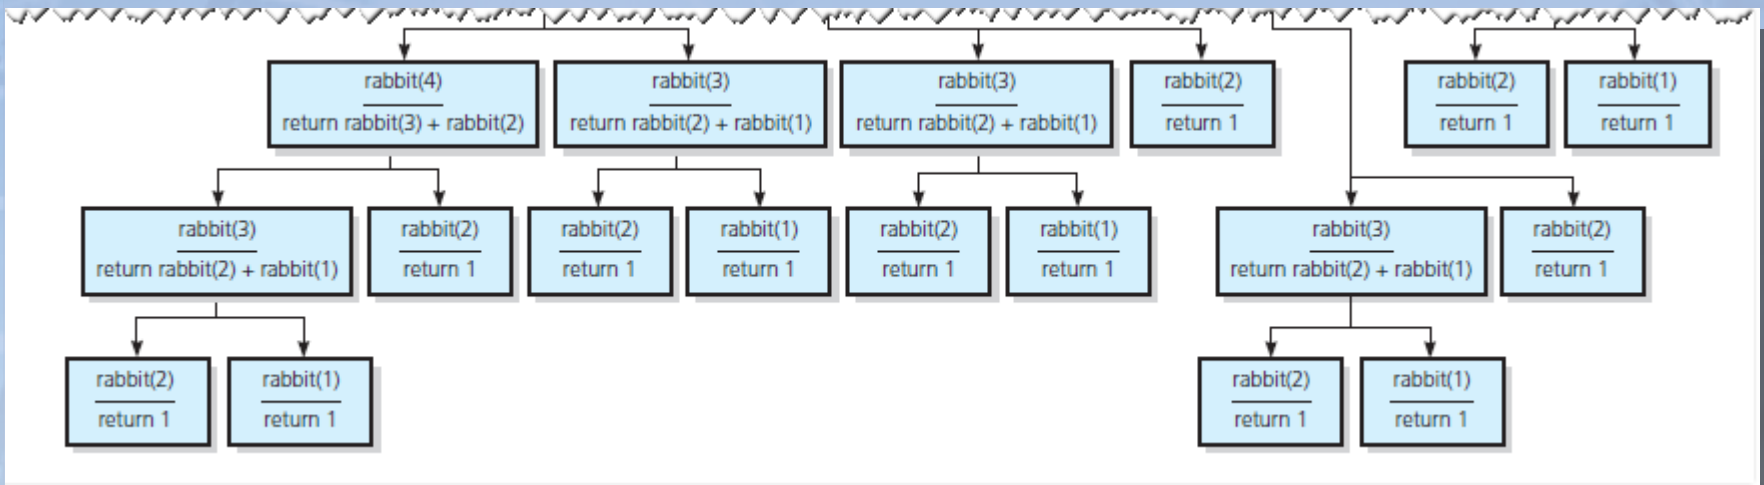 rabbit(4)
return rabbit(3) + rabbit(2)
rabbit(3)
return rabbit(2) + rabbit(1)
rabbit(3)
return rabbit(2) + rabbit(1)
rabbit(2)
return 1
rabbit(2)
return 1
rabbit(1)
return 1
rabbit(3)
return rabbit(2) + rabbit(1)
rabbit(2)
return 1
rabbit(2)
return 1
rabbit(1)
return 1
rabbit(2)
return 1
rabbit(1)
return 1
rabbit(3)
return rabbit(2) + rabbit(1)
rabbit(2)
return 1
rabbit(2)
return 1
rabbit(1)
return 1
rabbit(2)
return 1
rabbit(1)
return 1